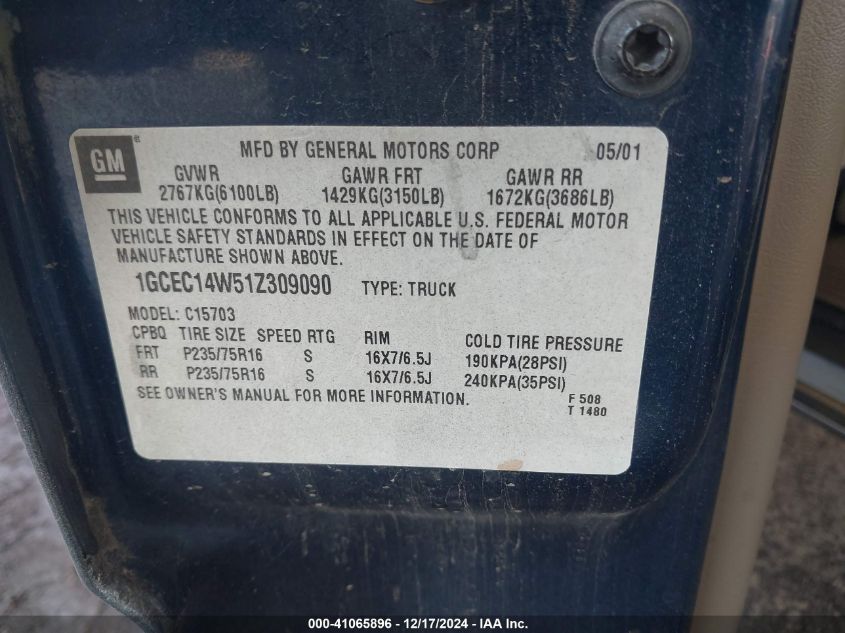 GM
MFD BY GENERAL MOTORS CORP 05/01
GVWR GAWR FRT GAWR RR
2767KG(6100LB) 1429KG(3150LB) 1672KG(3686LB)
THIS VEHICLE CONFORMS TO ALL APPLICABLE U.S. FEDERAL MOTOR
VEHICLE SAFETY STANDARDS IN EFFECT ON THE DATE OF
MANUFACTURE SHOWN ABOVE.
1GCEC14W51Z309090 TYPE: TRUCK
MODEL: C15703
CPBQ TIRE SIZE SPEED RTG RIM COLD TIRE PRESSURE
FRT P235/75R16 S 16X7/6.5J 190KPA(28PSI)
RR P235/75R16 S 16X7/6.5J 240KPA(35PSI)
SEE OWNER'S MANUAL FOR MORE INFORMATION.
F 508
T 1480
000-41065896 - 12/17/2024 - IAA Inc.